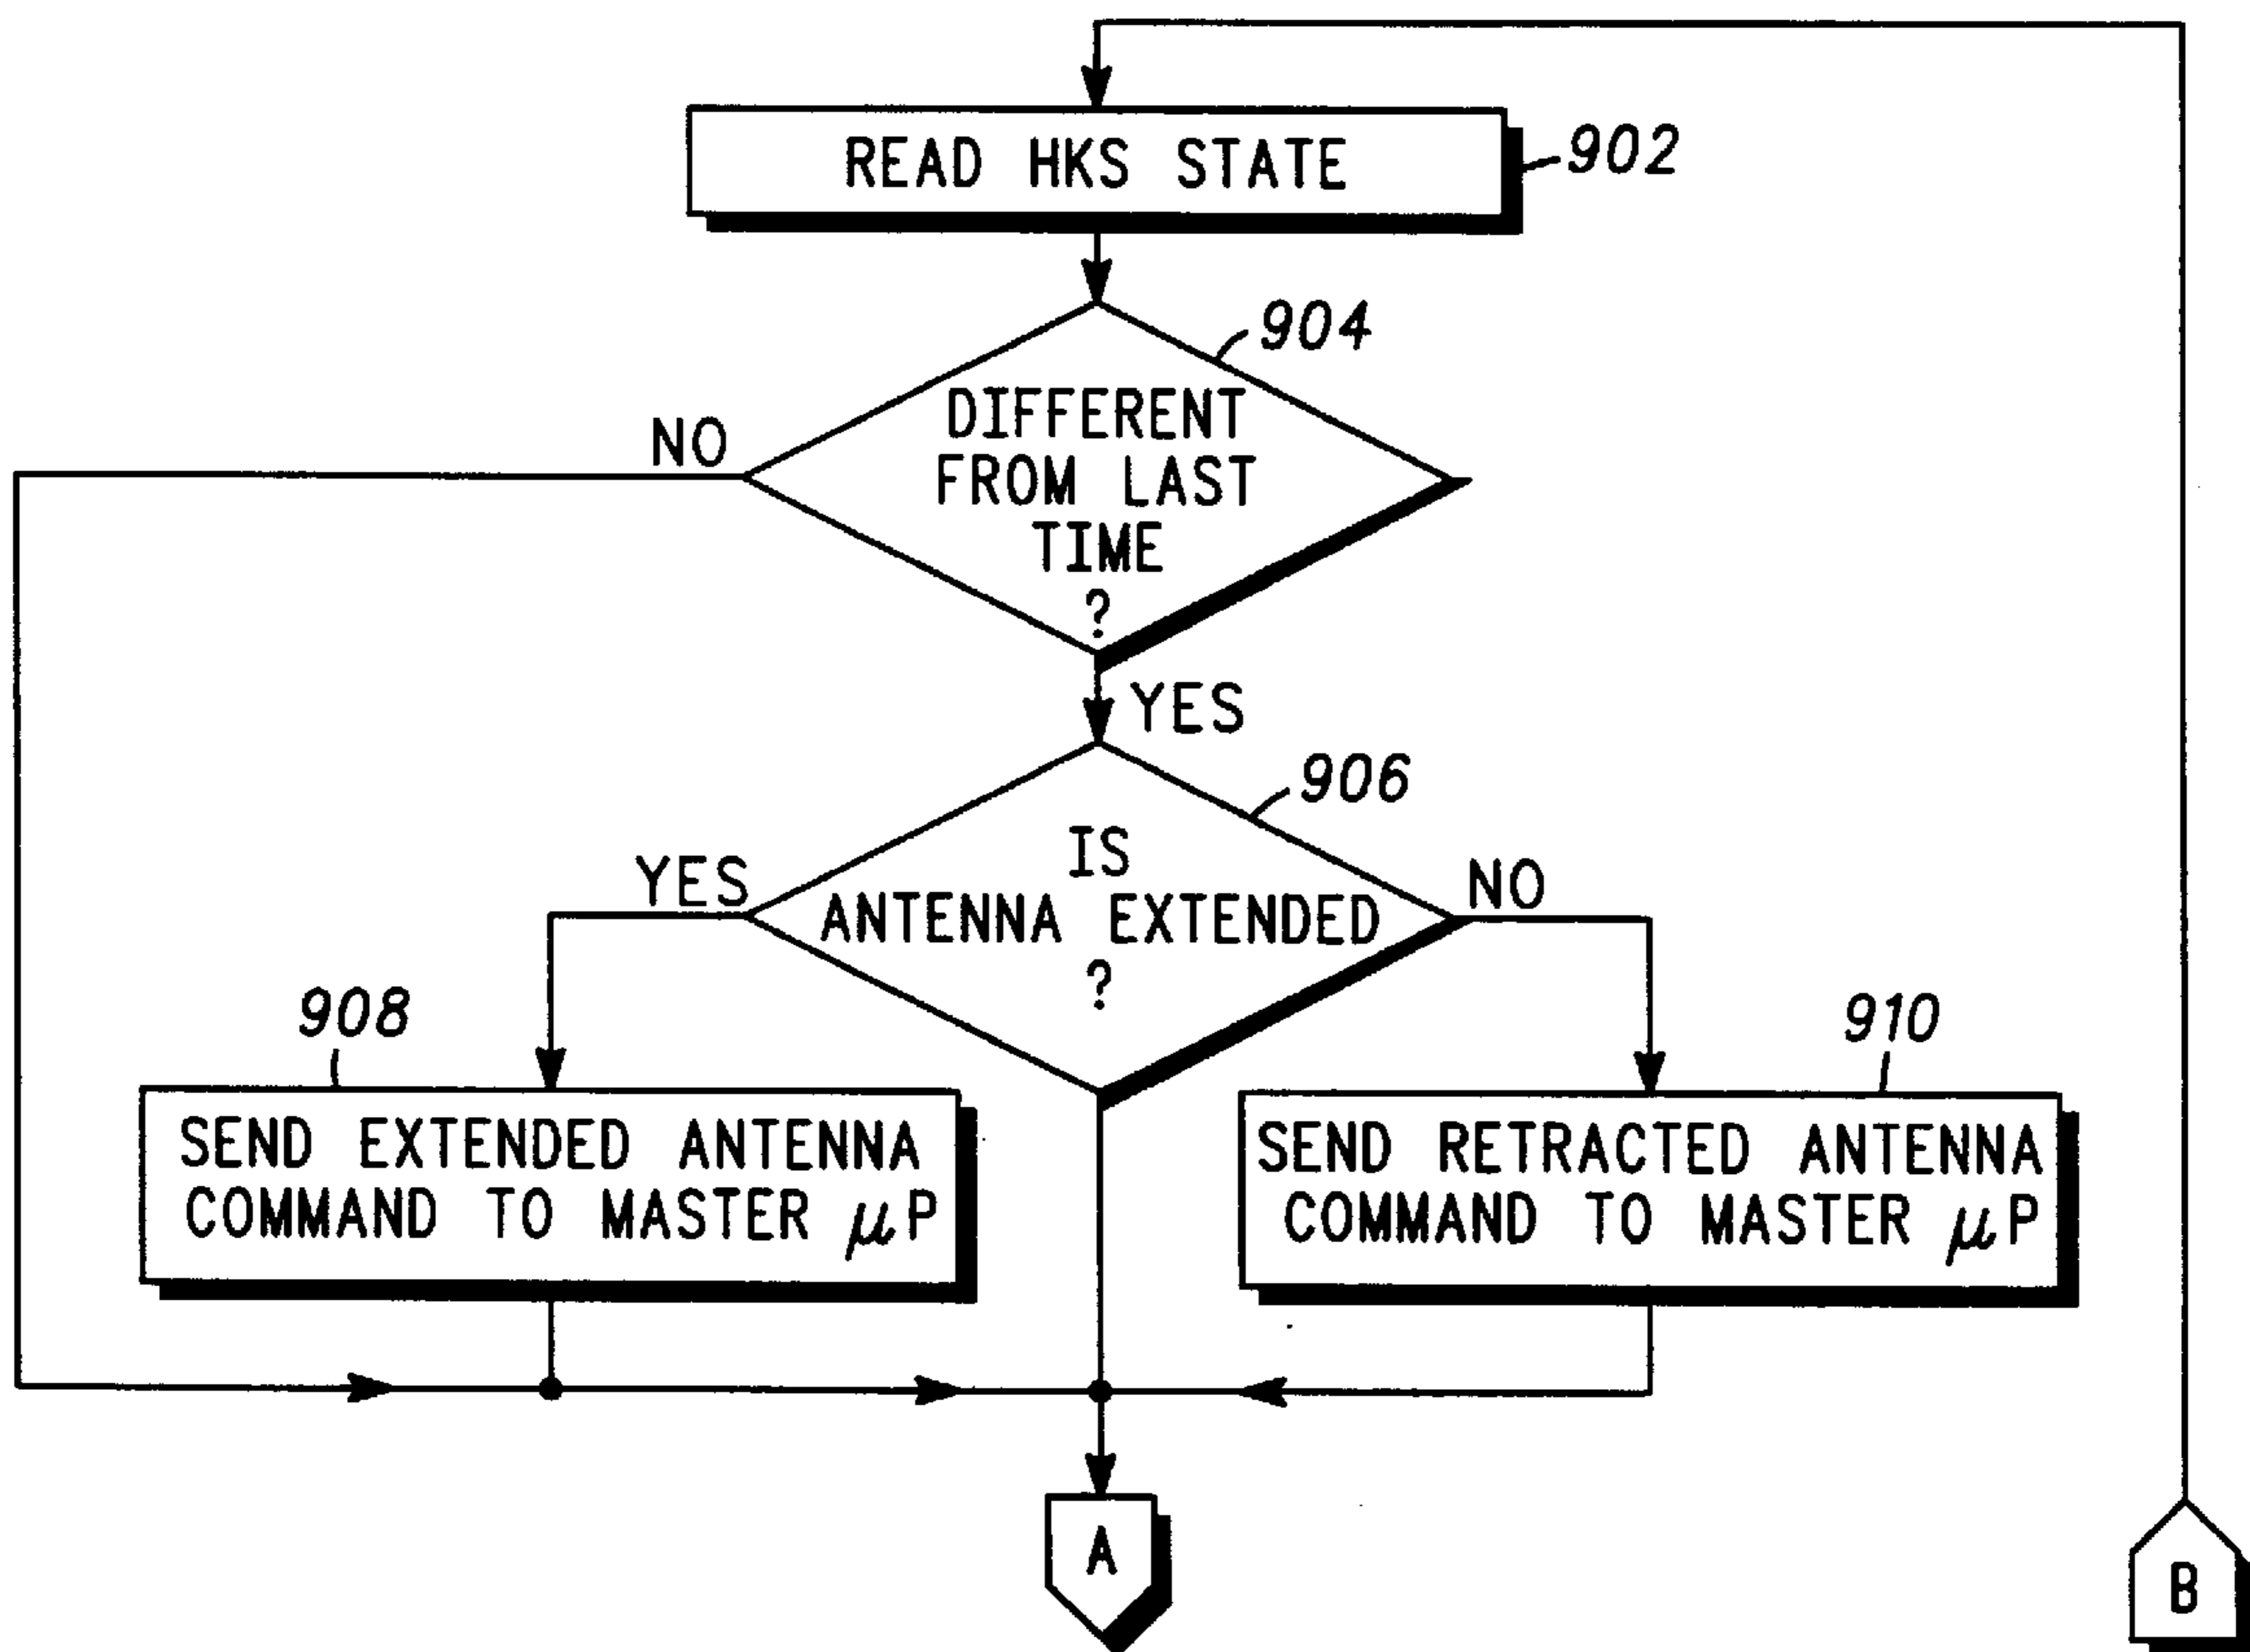 READ HKS STATE
902
904
DIFFERENT
FROM LAST
TIME
?
NO
YES
906
IS
ANTENNA EXTENDED
?
YES
NO
908
SEND EXTENDED ANTENNA
COMMAND TO MASTER μP
910
SEND RETRACTED ANTENNA
COMMAND TO MASTER μP
A
B